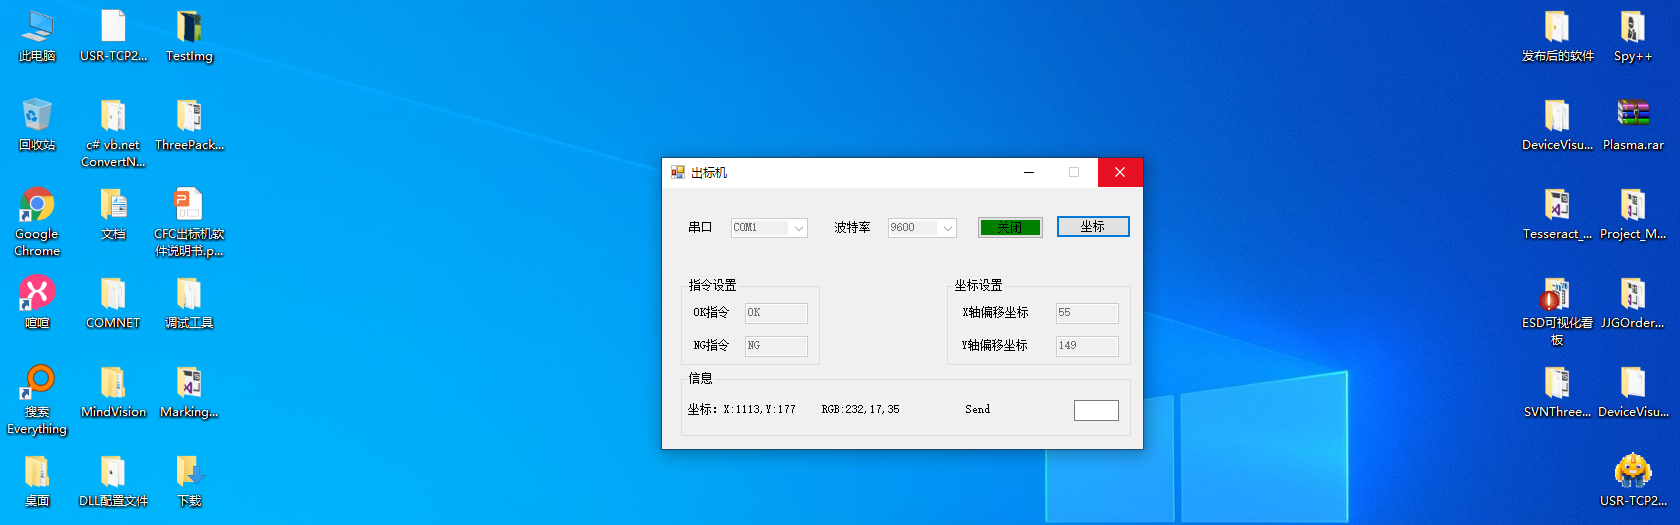 此电脑
USR-TCP2...
TestImg
回收站
c# vb.net
ConvertN...
ThreePack...
Google
Chrome
文档
CFC出标机软
件说明书.p...
喧喧
COMNET
调试工具
搜索
Everything
MindVision
Marking...
桌面
DLL配置文件
下载
出标机
串口
COM1
波特率
9600
关闭
坐标
指令设置
OK指令
OK
NG指令
NG
坐标设置
X轴偏移坐标
55
Y轴偏移坐标
149
信息
坐标: X:1113,Y:177
RGB:232,17,35
Send
发布后的软件
Spy++
DeviceVisu...
Plasma.rar
Tesseract_...
Project_M...
ESD可视化看
板
JJGOrder...
SVNThree...
DeviceVisu...
USR-TCP2...